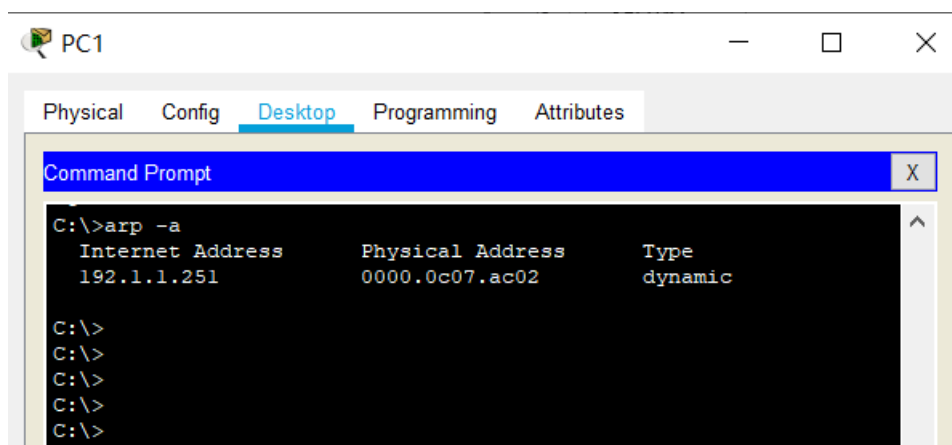 PC1
Physical Config Desktop Programming Attributes
Command Prompt
X
C:\>arp -a
Internet Address Physical Address Type
192.1.1.251 0000.0c07.ac02 dynamic
C:\>
C:\>
C:\>
C:\>
C:\>